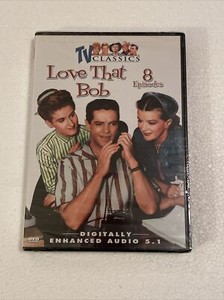 TV
CLASSICS
Love That
Bob
8
Episodes
DIGITALLY
ENHANCED AUDIO 5.1